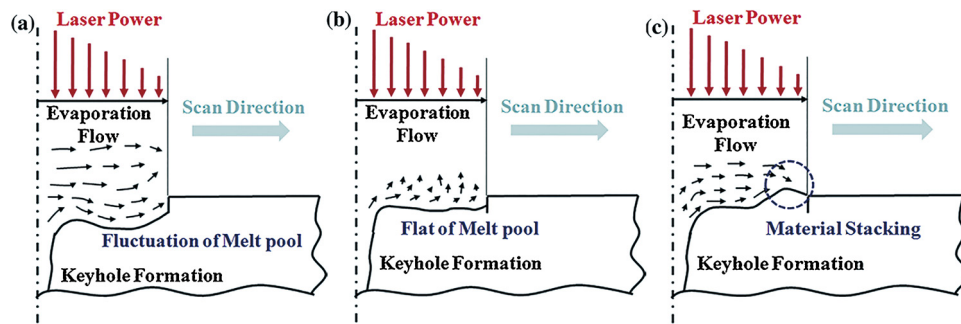 (a)
Laser Power
Evaporation
Flow
Scan Direction
Fluctuation of Melt pool
Keyhole Formation
(b)
Laser Power
Evaporation
Flow
Scan Direction
Flat of Melt pool
Keyhole Formation
(c)
Laser Power
Evaporation
Flow
Scan Direction
Material Stacking
Keyhole Formation